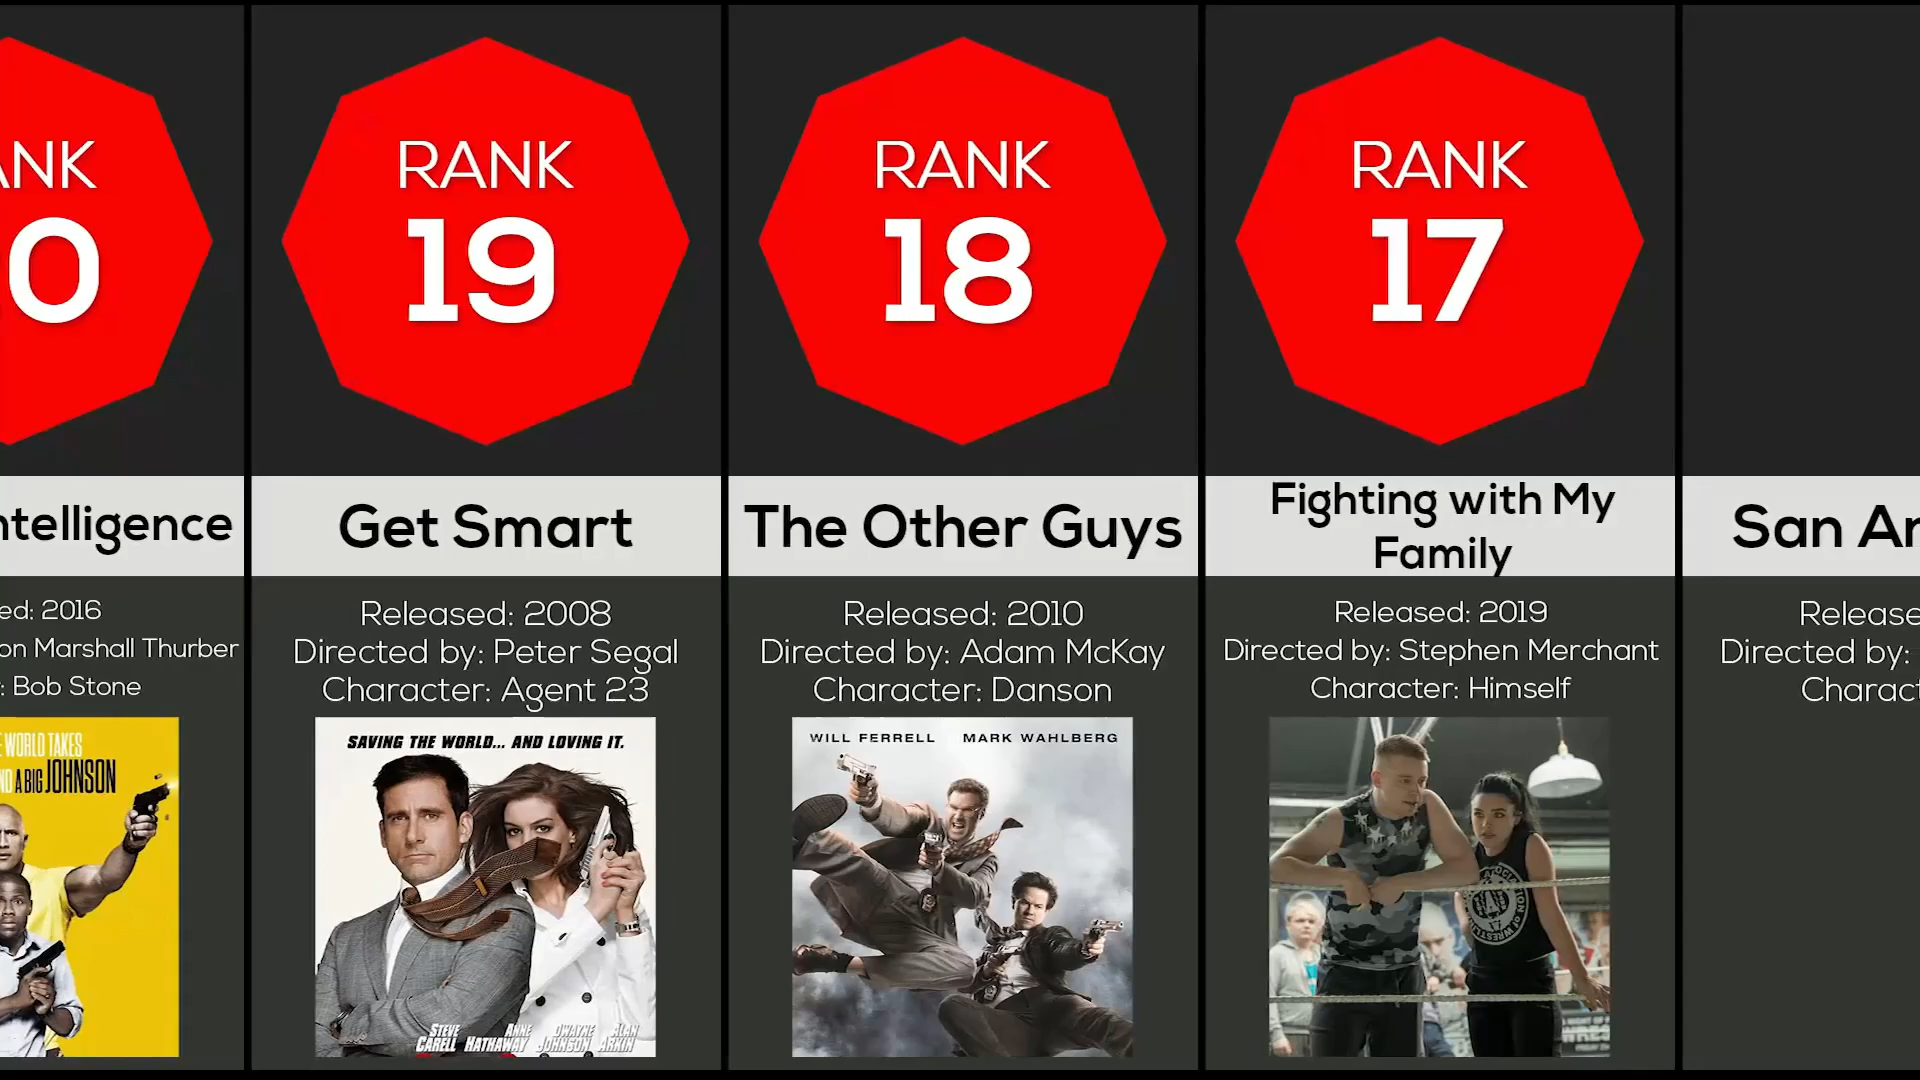 ANK
0
ntelligence
ed: 2016
on Marshall Thurber
: Bob Stone
E WORLD TAKES
ND A BIG JOHNSON
RANK
19
Get Smart
Released: 2008
Directed by: Peter Segal
Character: Agent 23
SAVING THE WORLD... AND LOVING IT.
STEVE CARELL ANNE HATHAWAY DWAYNE JOHNSON ALAN ARKIN
RANK
18
The Other Guys
Released: 2010
Directed by: Adam McKay
Character: Danson
WILL FERRELL MARK WAHLBERG
RANK
17
Fighting with My
Family
Released: 2019
Directed by: Stephen Merchant
Character: Himself
San An
Release
Directed by:
Charact